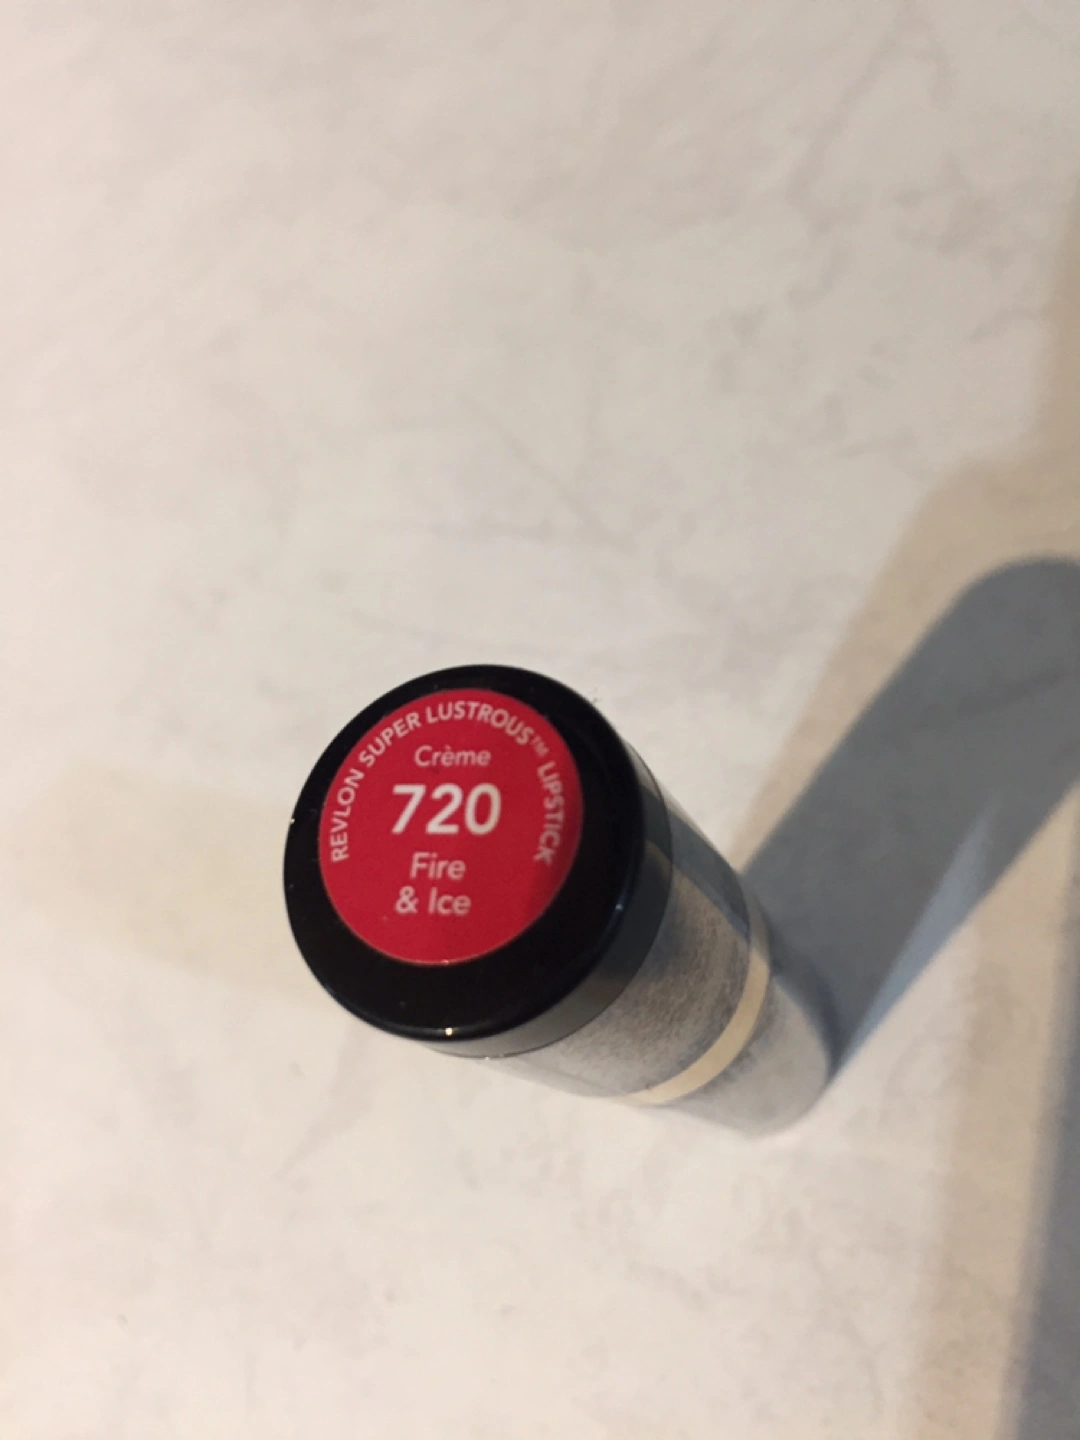 REVLON SUPER LUSTROUS™ LIPSTICK
Crème
720
Fire
& Ice